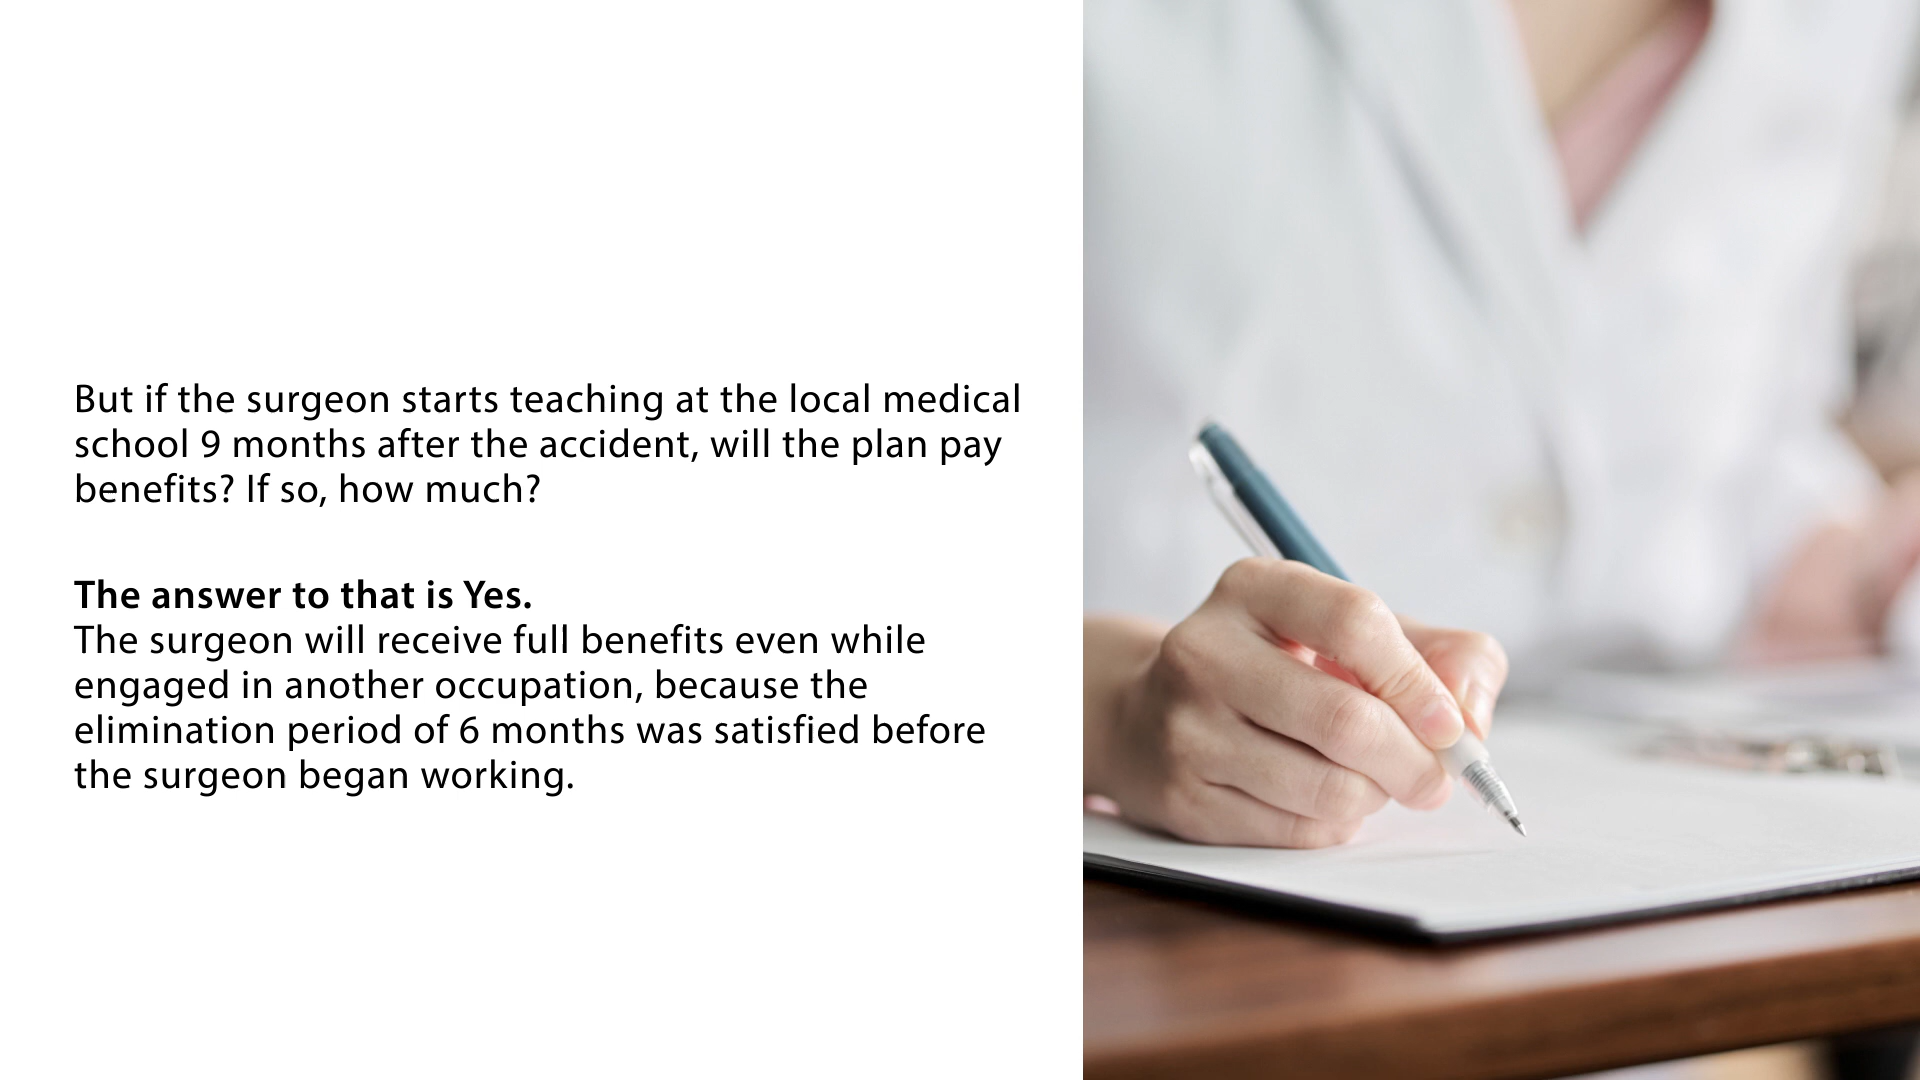 But if the surgeon starts teaching at the local medical
school 9 months after the accident, will the plan pay
benefits? If so, how much?
The answer to that is Yes.
The surgeon will receive full benefits even while
engaged in another occupation, because the
elimination period of 6 months was satisfied before
the surgeon began working.